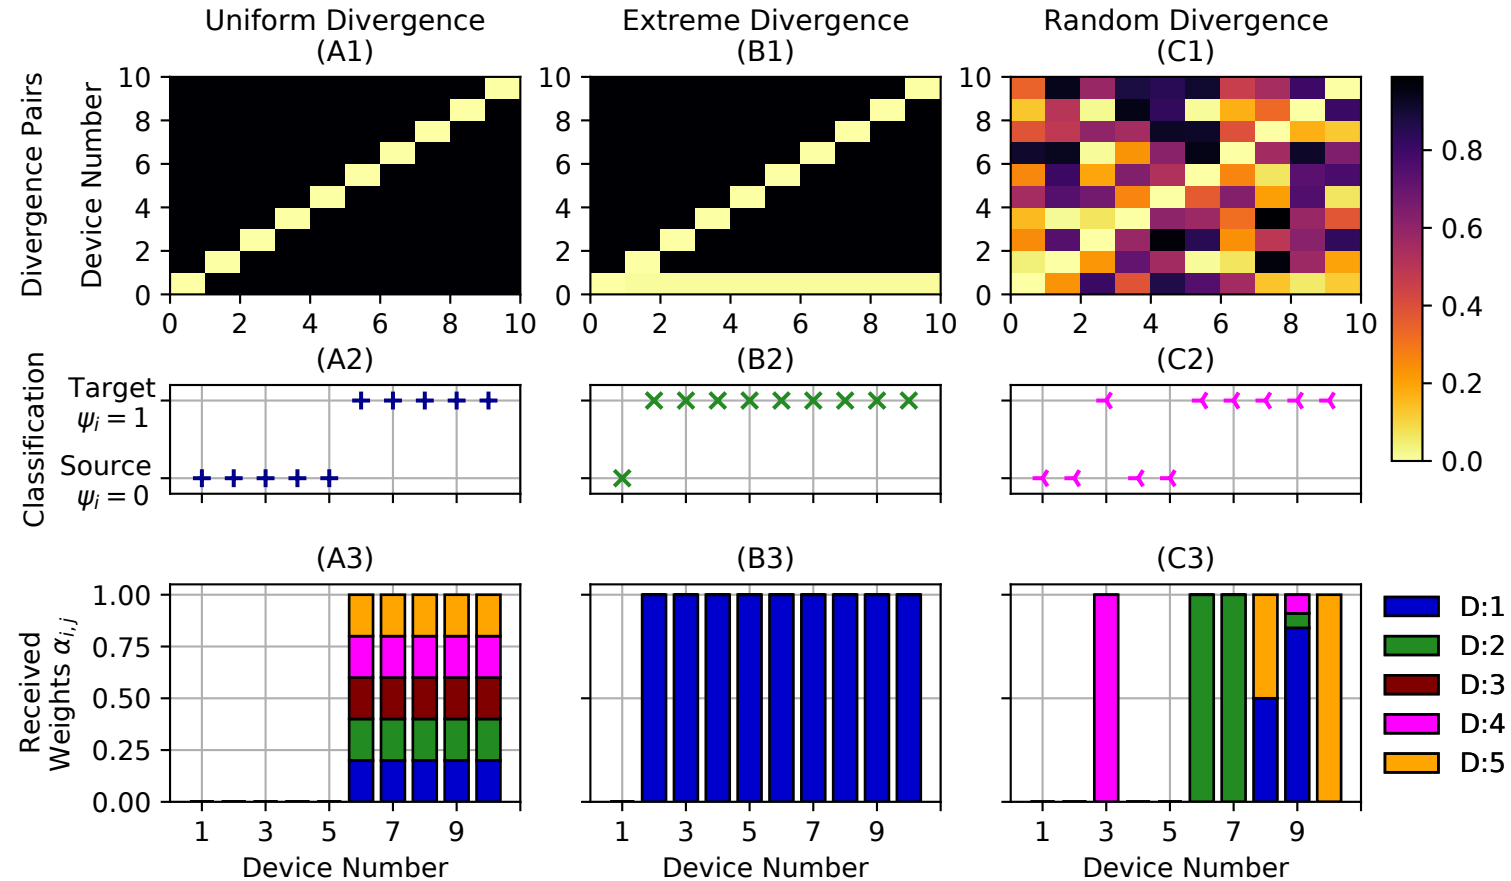 Uniform Divergence
(A1)
Extreme Divergence
(B1)
Random Divergence
(C1)
Divergence Pairs
Device Number
10
8
6
4
2
0
0 2 4 6 8 10
10
8
6
4
2
0
0 2 4 6 8 10
10
8
6
4
2
0
0 2 4 6 8 10
0.8
0.6
0.4
0.2
0.0
(A2)
(B2)
(C2)
Classification
Target
ψᵢ = 1
Source
ψᵢ = 0
(A3)
(B3)
(C3)
Received
Weights αᵢ,ⱼ
1.00
0.75
0.50
0.25
0.00
1 3 5 7 9
Device Number
1 3 5 7 9
Device Number
1 3 5 7 9
Device Number
D:1
D:2
D:3
D:4
D:5